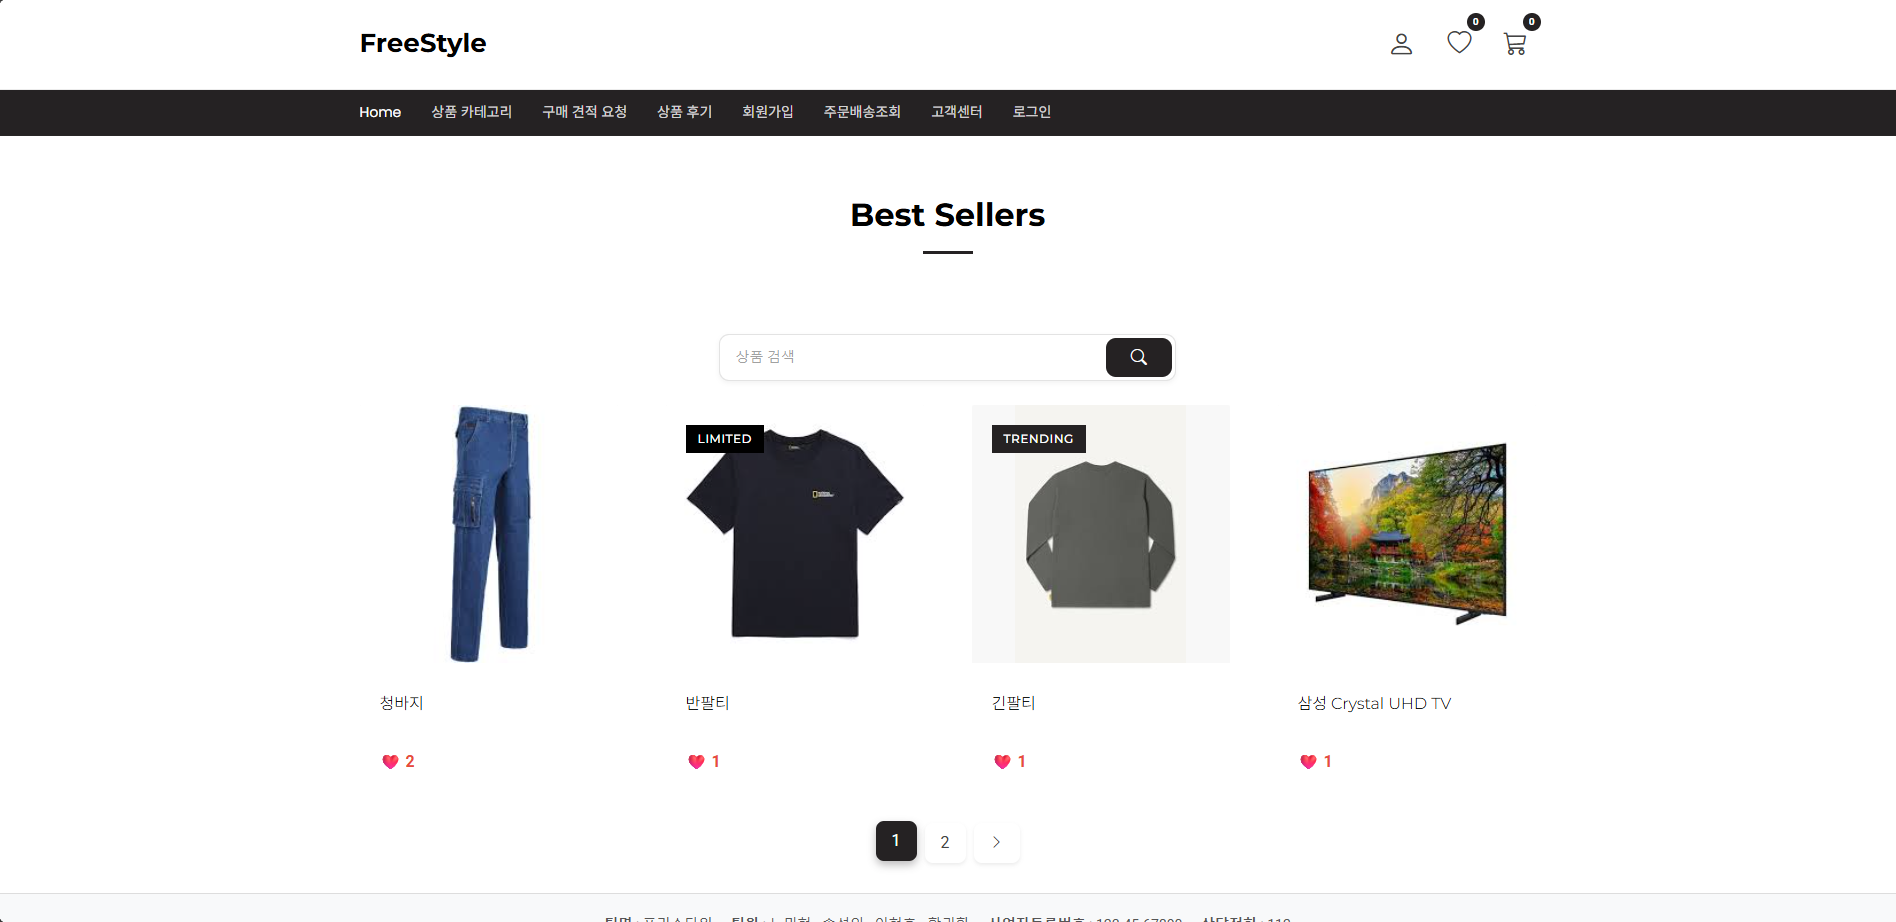 FreeStyle
0
0
Home 상품 카테고리 구매 견적 요청 상품 후기 회원가입 주문배송조회 고객센터 로그인
Best Sellers
상품 검색
LIMITED
TRENDING
청바지
반팔티
긴팔티
삼성 Crystal UHD TV
2
1
1
1
1 2